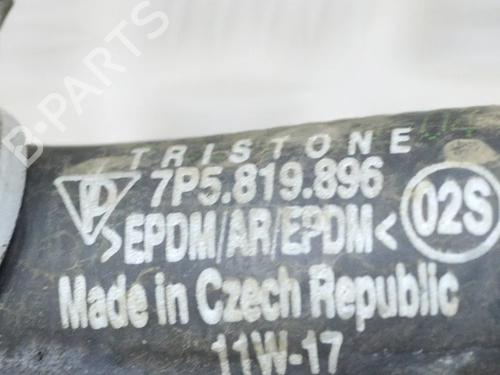 B-PARTS
TRISTONE
P 7P5.819.896
>EPDM/AR/EPDM< 02S
Made in Czech Republic
11W-17